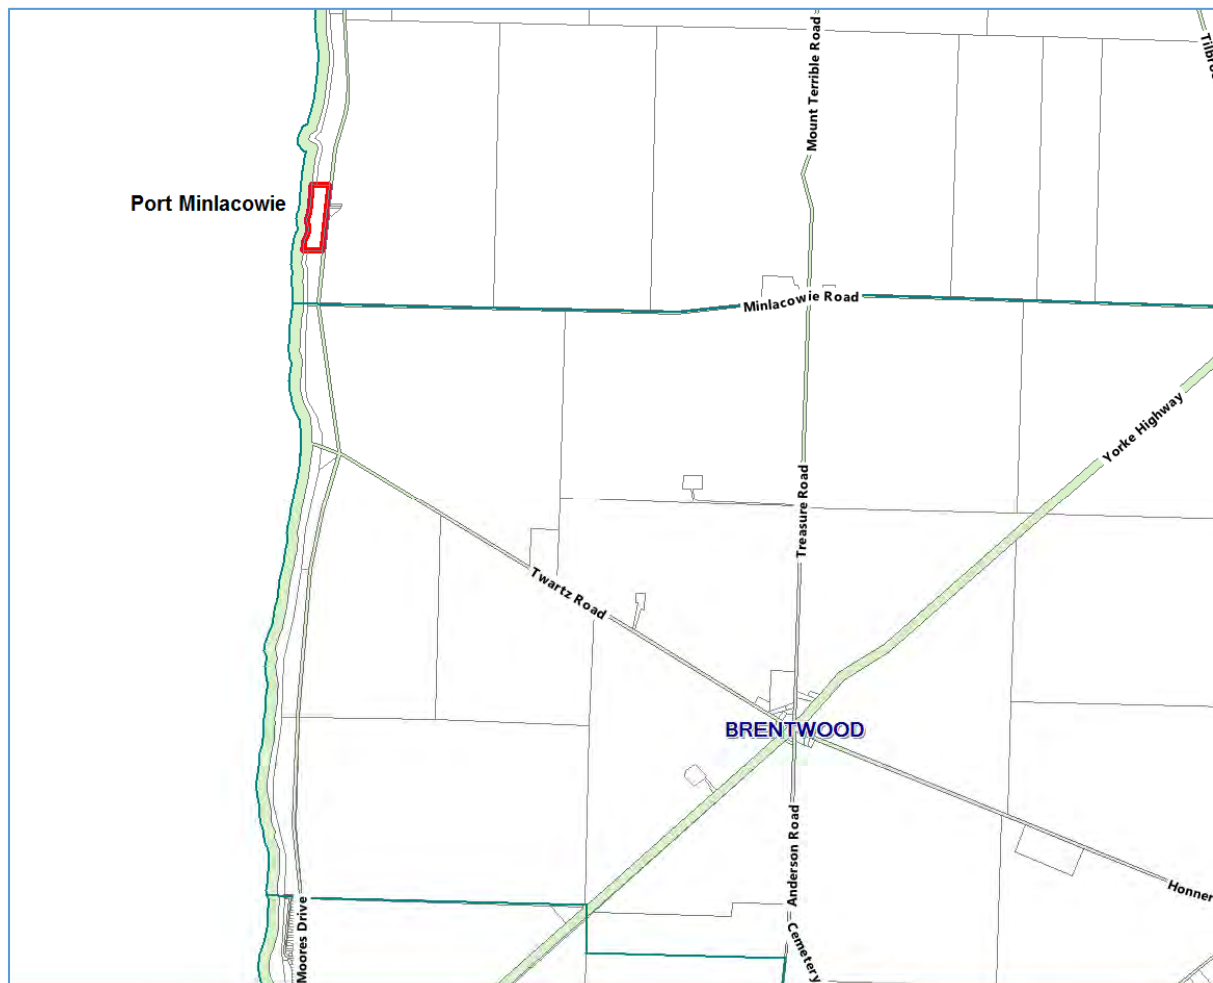 Mount Terrible Road
Port Minlacowie
Minlacowie Road
Yorke Highway
Treasure Road
Twartz Road
BRENTWOOD
Anderson Road
Honner
Moores Drive
Cemetery